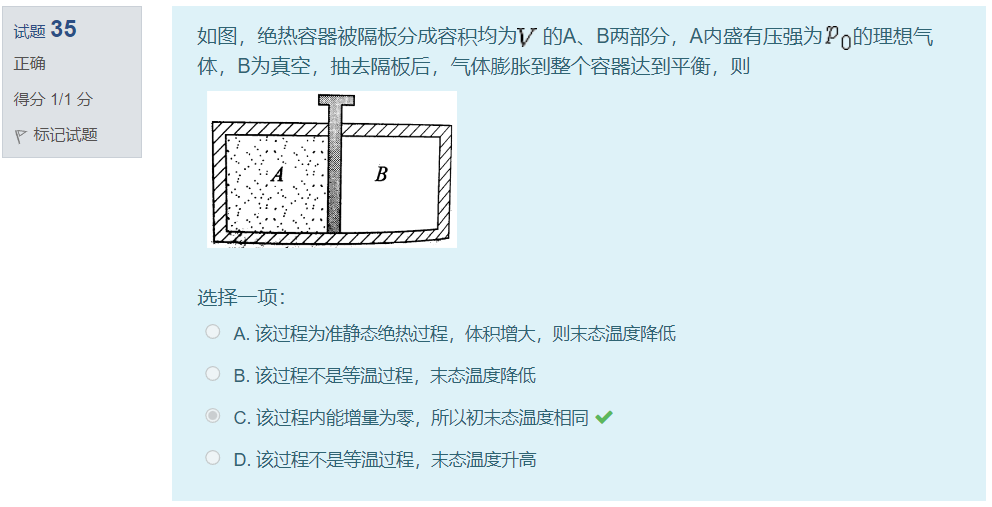 试题 35
正确
得分 1/1 分
标记试题
如图，绝热容器被隔板分成容积均为V 的A、B两部分，A内盛有压强为p0的理想气
体，B为真空，抽去隔板后，气体膨胀到整个容器达到平衡，则
A B
选择一项：
A. 该过程为准静态绝热过程，体积增大，则末态温度降低
B. 该过程不是等温过程，末态温度降低
C. 该过程内能增量为零，所以初末态温度相同
D. 该过程不是等温过程，末态温度升高